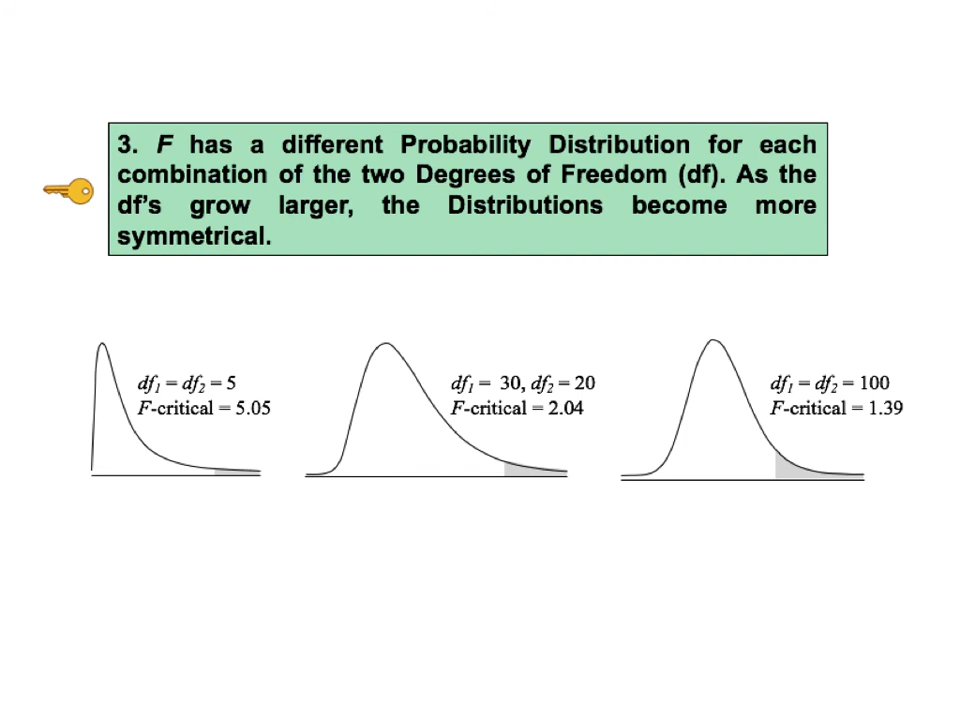 3. F has a different Probability Distribution for each
combination of the two Degrees of Freedom (df). As the
df's grow larger, the Distributions become more
symmetrical.
df₁ = df₂ = 5
F-critical = 5.05
df₁ = 30, df₂ = 20
F-critical = 2.04
df₁ = df₂ = 100
F-critical = 1.39